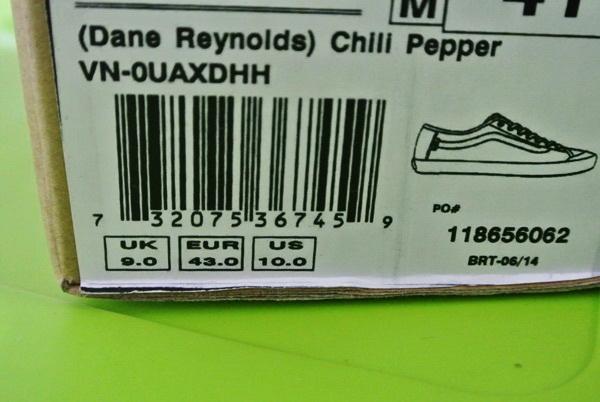 M
(Dane Reynolds) Chili Pepper
VN-0UAXDHH
7 32075 36745 9
UK EUR US
9.0 43.0 10.0
PO#
118656062
BRT-06/14